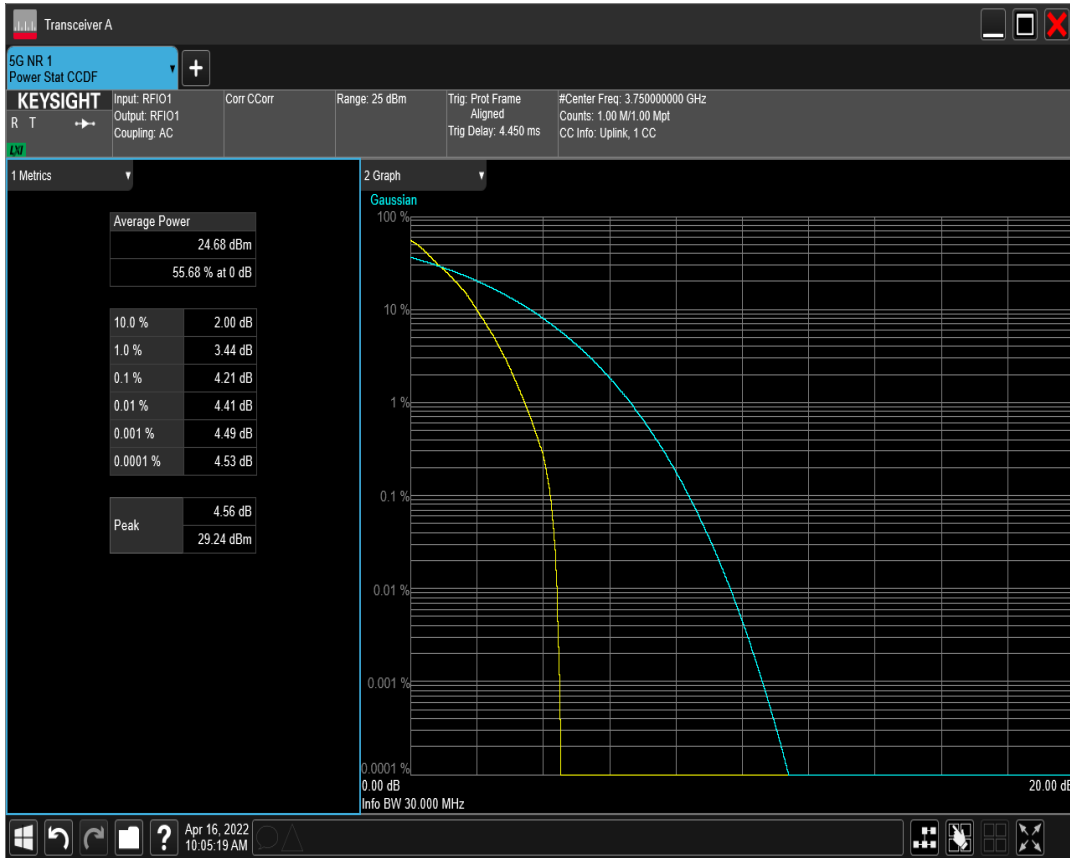 Transceiver A
5G NR 1
Power Stat CCDF
+
KEYSIGHT
R T
LXI
Input: RFIO1
Output: RFIO1
Coupling: AC
Corr CCorr
Range: 25 dBm
Trig: Prot Frame
Aligned
Trig Delay: 4.450 ms
#Center Freq: 3.750000000 GHz
Counts: 1.00 M/1.00 Mpt
CC Info: Uplink, 1 CC
1 Metrics
Average Power
24.68 dBm
55.68 % at 0 dB
10.0 % 2.00 dB
1.0 % 3.44 dB
0.1 % 4.21 dB
0.01 % 4.41 dB
0.001 % 4.49 dB
0.0001 % 4.53 dB
Peak
4.56 dB
29.24 dBm
2 Graph
Gaussian
100 %
10 %
1 %
0.1 %
0.01 %
0.001 %
0.0001 %
0.00 dB
20.00 dB
Info BW 30.000 MHz
?
Apr 16, 2022
10:05:19 AM